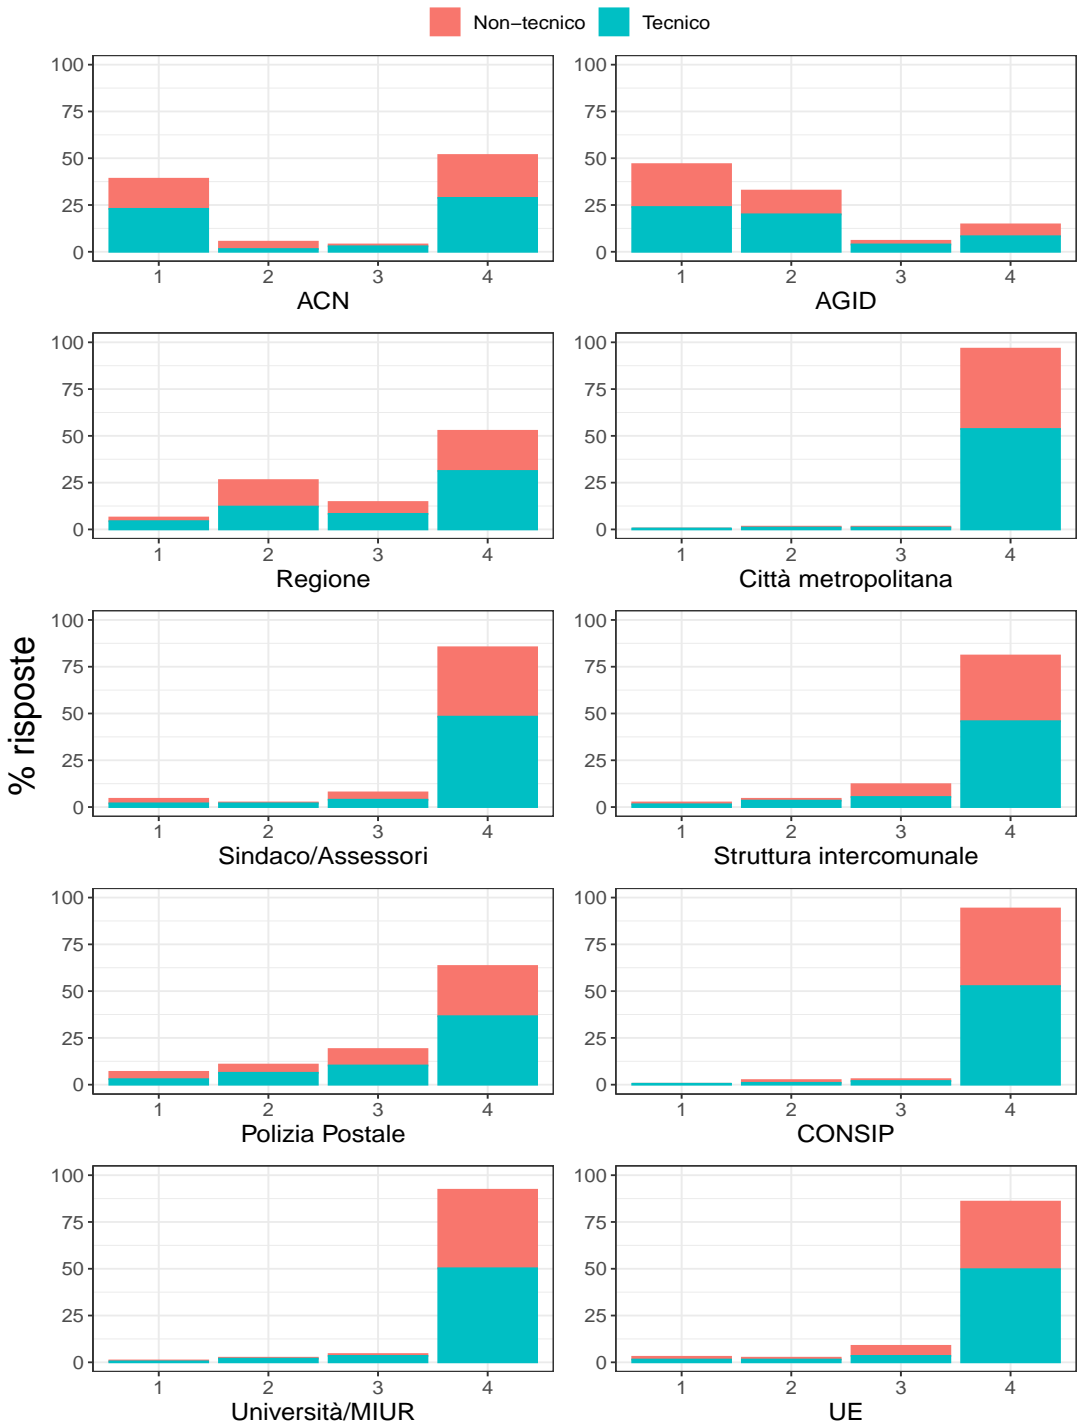 Non-tecnico Tecnico
100 75 50 25 0
1 2 3 4
ACN
100 75 50 25 0
1 2 3 4
AGID
100 75 50 25 0
1 2 3 4
Regione
100 75 50 25 0
1 2 3 4
Città metropolitana
% risposte
100 75 50 25 0
1 2 3 4
Sindaco/Assessori
100 75 50 25 0
1 2 3 4
Struttura intercomunale
100 75 50 25 0
1 2 3 4
Polizia Postale
100 75 50 25 0
1 2 3 4
CONSIP
100 75 50 25 0
1 2 3 4
Università/MIUR
100 75 50 25 0
1 2 3 4
UE